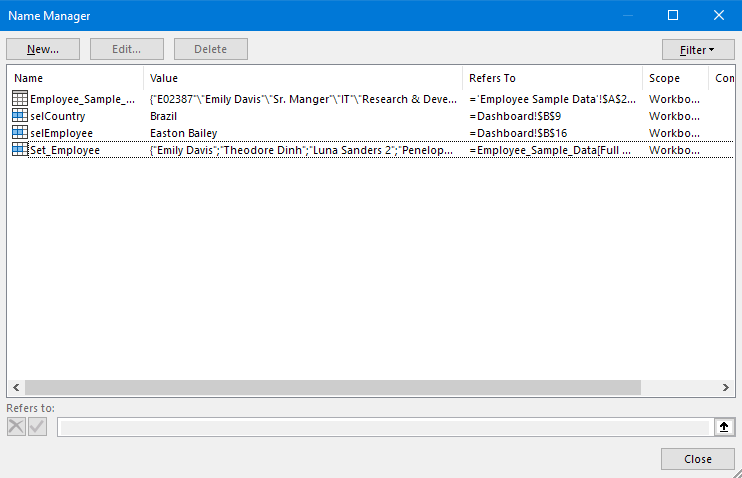 Name Manager
New... Edit... Delete Filter
Name Value Refers To Scope Con
Employee_Sample_... {"E02387"\"Emily Davis"\"Sr. Manger"\"IT"\"Research & Deve... ='Employee Sample Data'!$A$2... Workbo...
selCountry Brazil =Dashboard!$B$9 Workbo...
selEmployee Easton Bailey =Dashboard!$B$16 Workbo...
Set_Employee {"Emily Davis";"Theodore Dinh";"Luna Sanders 2";"Penelop... =Employee_Sample_Data[Full ... Workbo...
Refers to:
Close